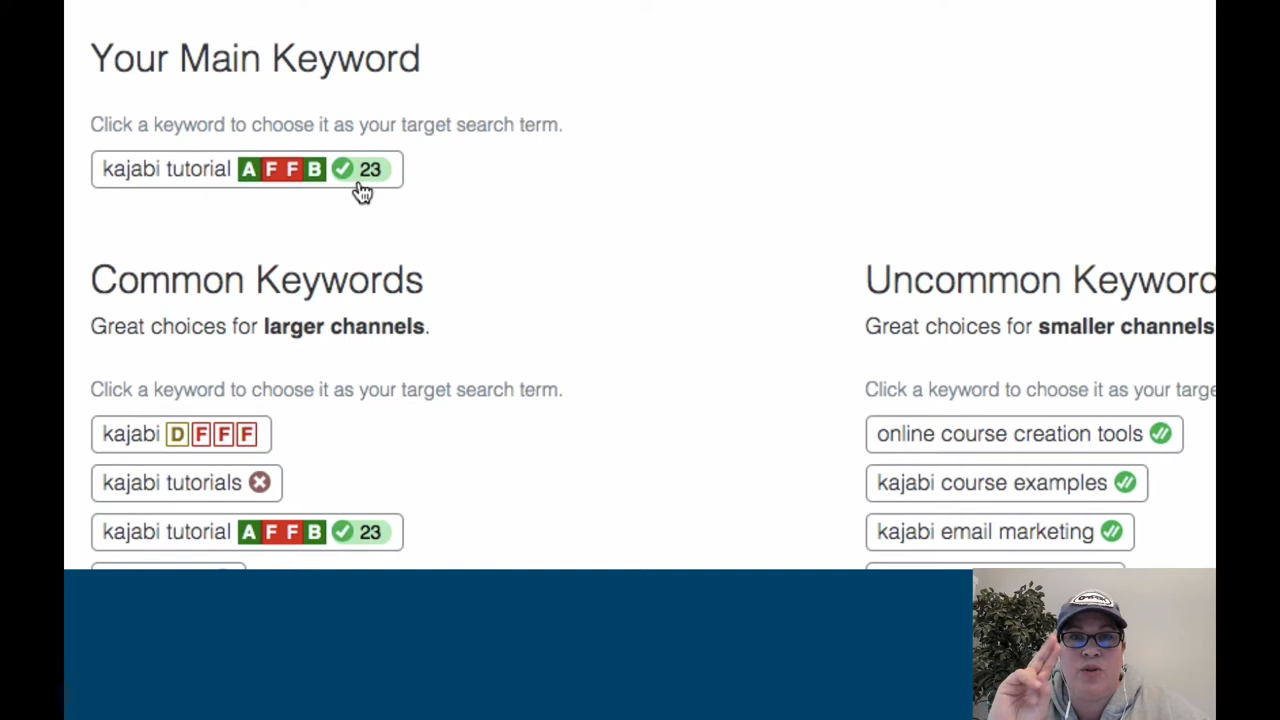 Your Main Keyword
Click a keyword to choose it as your target search term.
kajabi tutorial A F F B 23
Common Keywords
Great choices for larger channels.
Click a keyword to choose it as your target search term.
kajabi D F F F
kajabi tutorials
kajabi tutorial A F F B 23
Uncommon Keyword
Great choices for smaller channels
Click a keyword to choose it as your targe
online course creation tools
kajabi course examples
kajabi email marketing